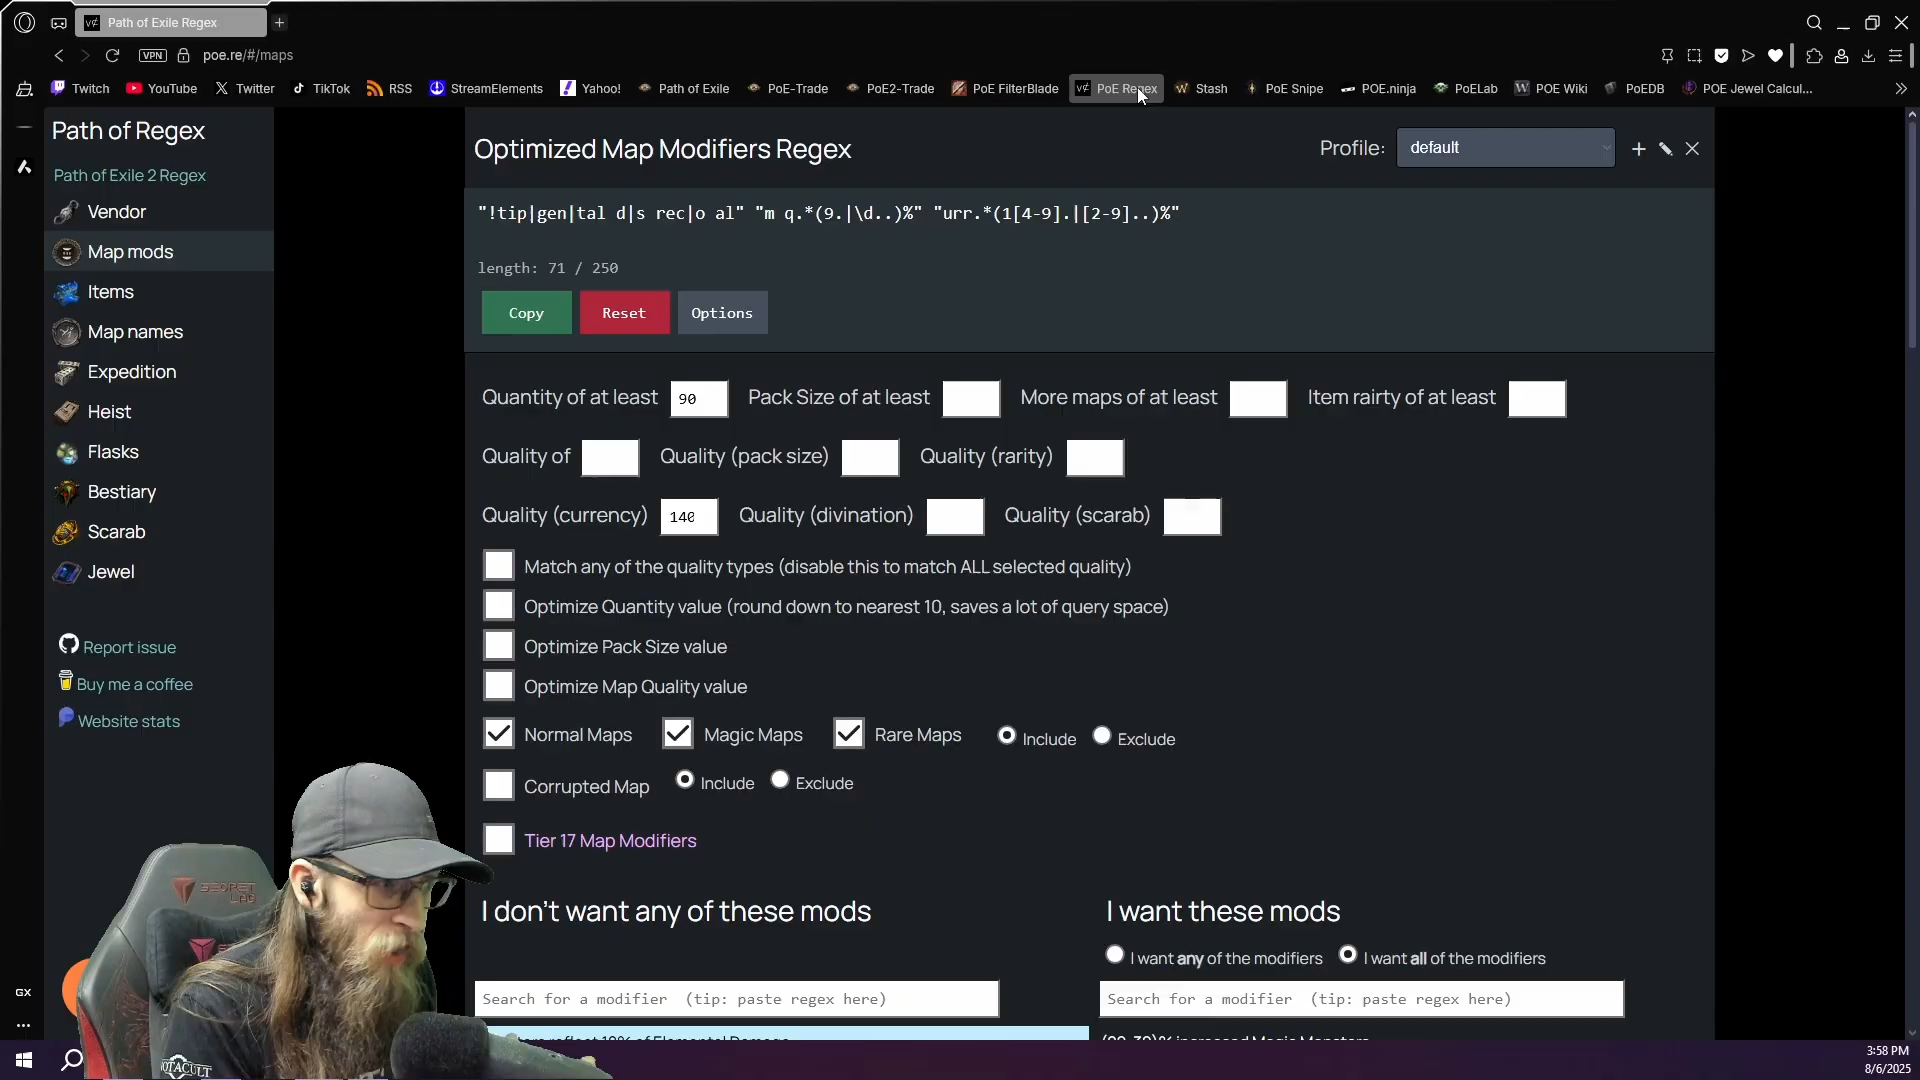 Path of Exile Regex
VPN
poe.re/#/maps
Twitch
YouTube
Twitter
TikTok
RSS
StreamElements
Yahoo!
Path of Exile
PoE-Trade
PoE2-Trade
PoE FilterBlade
PoE Regex
Stash
PoE Snipe
POE.ninja
PoELab
POE Wiki
PoEDB
POE Jewel Calcul...
Path of Regex
Path of Exile 2 Regex
Vendor
Map mods
Items
Map names
Expedition
Heist
Flasks
Bestiary
Scarab
Jewel
Report issue
Buy me a coffee
Website stats
GX
Optimized Map Modifiers Regex
Profile: default
"!tip|gen|tal d|s rec|o al" "m q.*(9.|\d..)%" "urr.*(1[4-9].|[2-9]..)%"
length: 71 / 250
Copy Reset Options
Quantity of at least 90 Pack Size of at least More maps of at least Item rairty of at least
Quality of Quality (pack size) Quality (rarity)
Quality (currency) 140 Quality (divination) Quality (scarab)
Match any of the quality types (disable this to match ALL selected quality)
Optimize Quantity value (round down to nearest 10, saves a lot of query space)
Optimize Pack Size value
Optimize Map Quality value
Normal Maps Magic Maps Rare Maps Include Exclude
Corrupted Map Include Exclude
Tier 17 Map Modifiers
I don't want any of these mods
Search for a modifier (tip: paste regex here)
I want these mods
I want any of the modifiers I want all of the modifiers
Search for a modifier (tip: paste regex here)
SECRET
LAB
3:58 PM
8/6/2025